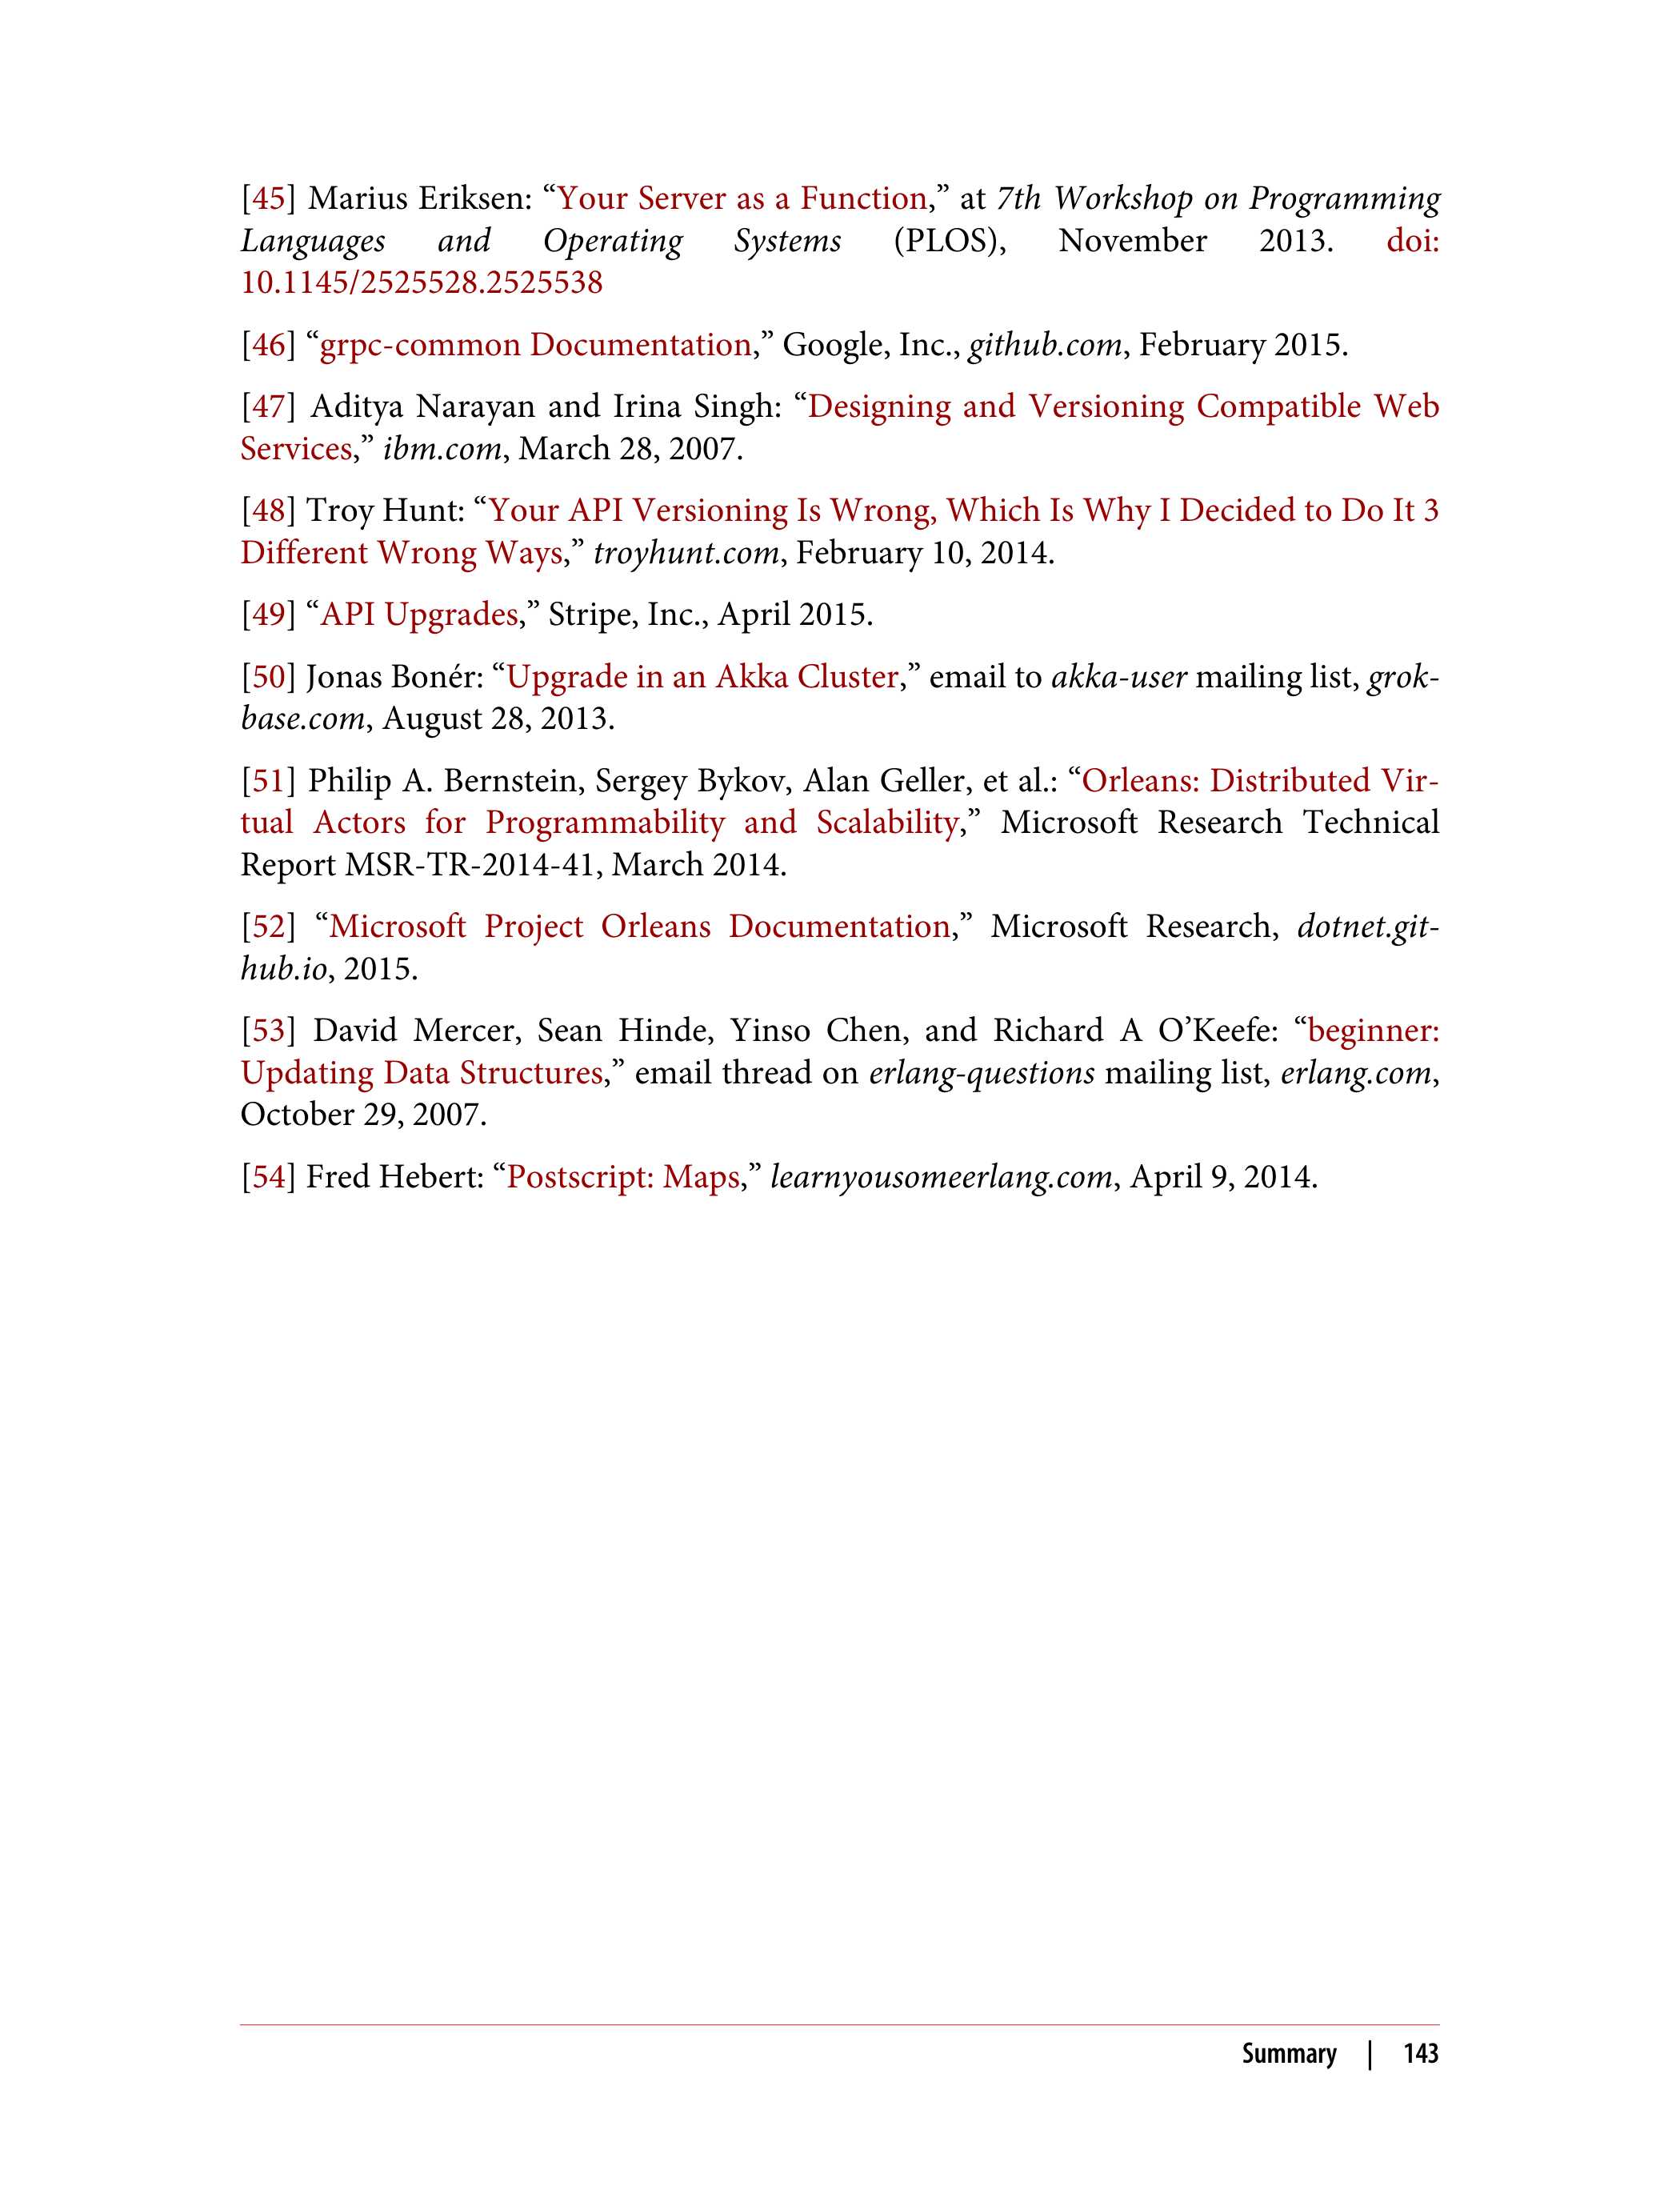 [45] Marius Eriksen: “Your Server as a Function,” at 7th Workshop on Programming
Languages and Operating Systems (PLOS), November 2013. doi:
10.1145/2525528.2525538
[46] “grpc-common Documentation,” Google, Inc., github.com, February 2015.
[47] Aditya Narayan and Irina Singh: “Designing and Versioning Compatible Web
Services,” ibm.com, March 28, 2007.
[48] Troy Hunt: “Your API Versioning Is Wrong, Which Is Why I Decided to Do It 3
Different Wrong Ways,” troyhunt.com, February 10, 2014.
[49] “API Upgrades,” Stripe, Inc., April 2015.
[50] Jonas Bonér: “Upgrade in an Akka Cluster,” email to akka-user mailing list, grok-
base.com, August 28, 2013.
[51] Philip A. Bernstein, Sergey Bykov, Alan Geller, et al.: “Orleans: Distributed Vir-
tual Actors for Programmability and Scalability,” Microsoft Research Technical
Report MSR-TR-2014-41, March 2014.
[52] “Microsoft Project Orleans Documentation,” Microsoft Research, dotnet.git-
hub.io, 2015.
[53] David Mercer, Sean Hinde, Yinso Chen, and Richard A O’Keefe: “beginner:
Updating Data Structures,” email thread on erlang-questions mailing list, erlang.com,
October 29, 2007.
[54] Fred Hebert: “Postscript: Maps,” learnyousomeerlang.com, April 9, 2014.
Summary | 143